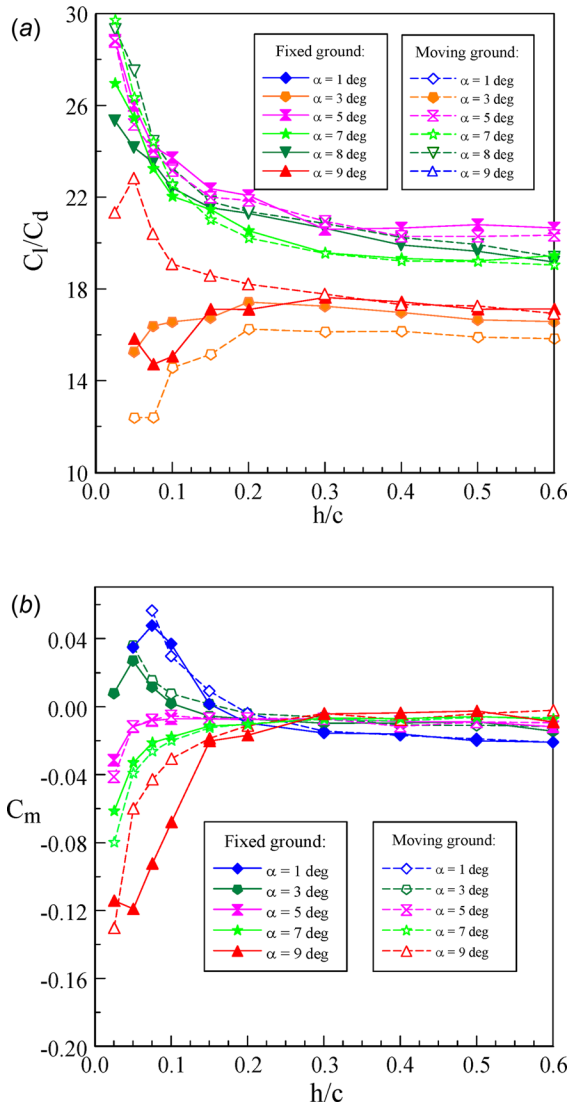 (a)
30
26
22
18
14
10
Cl/Cd
Fixed ground:
α = 1 deg
α = 3 deg
α = 5 deg
α = 7 deg
α = 8 deg
α = 9 deg
Moving ground:
α = 1 deg
α = 3 deg
α = 5 deg
α = 7 deg
α = 8 deg
α = 9 deg
0.0 0.1 0.2 0.3 0.4 0.5 0.6
h/c
(b)
0.04
0.00
-0.04
-0.08
-0.12
-0.16
-0.20
Cm
Fixed ground:
α = 1 deg
α = 3 deg
α = 5 deg
α = 7 deg
α = 9 deg
Moving ground:
α = 1 deg
α = 3 deg
α = 5 deg
α = 7 deg
α = 9 deg
0.0 0.1 0.2 0.3 0.4 0.5 0.6
h/c